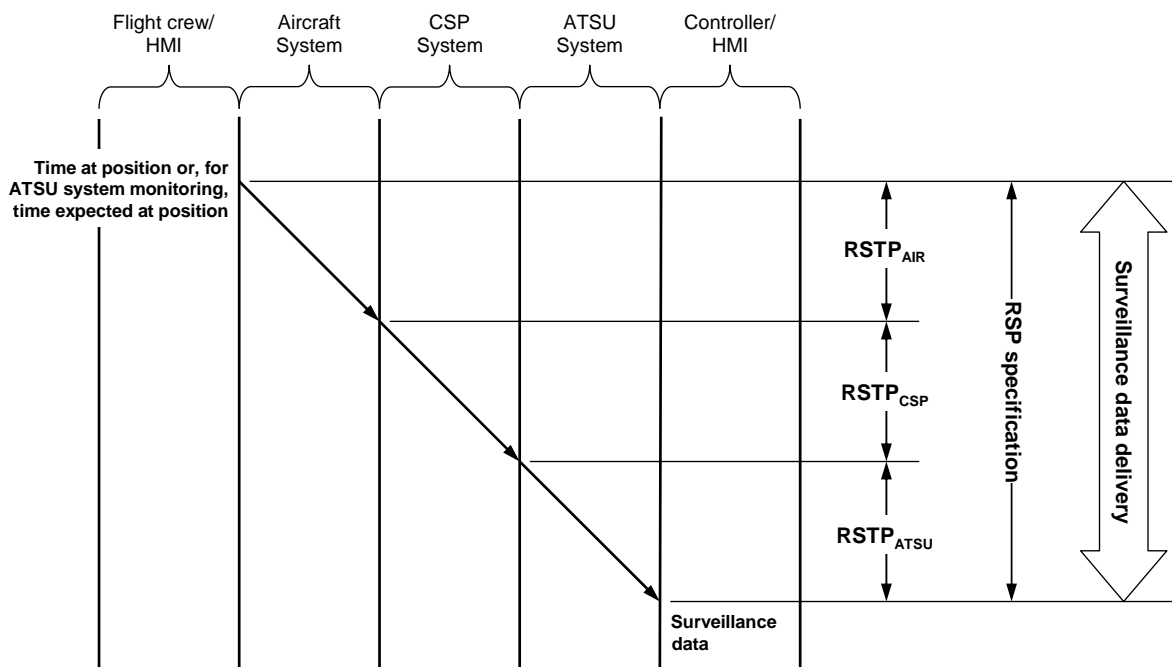 Flight crew/
HMI
Aircraft
System
CSP
System
ATSU
System
Controller/
HMI
Time at position or, for
ATSU system monitoring,
time expected at position
RSTPAIR
RSTPCSP
RSTPATSU
RSP specification
Surveillance data delivery
Surveillance
data